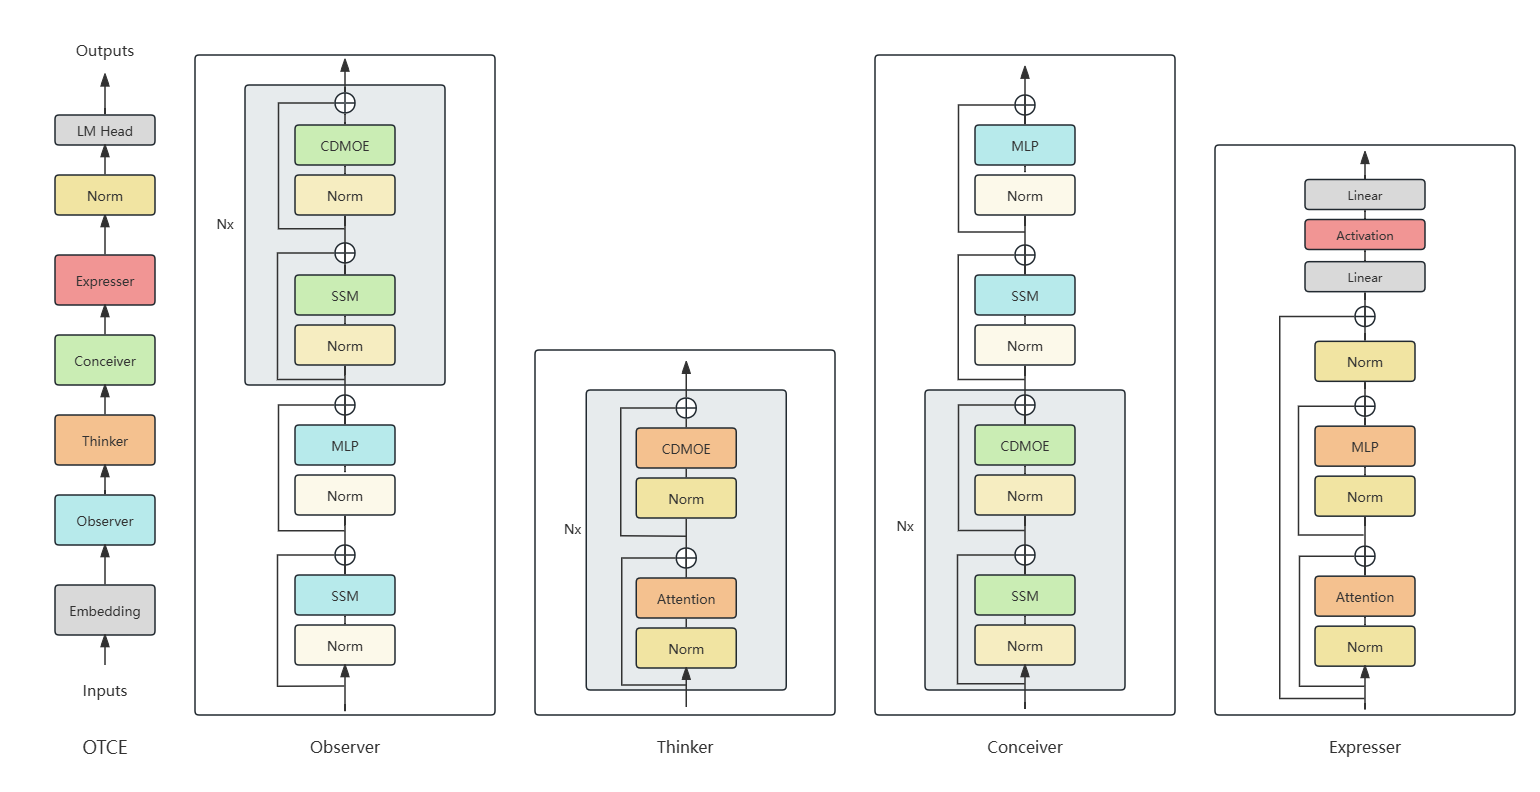 Outputs
LM Head
Norm
Expresser
Conceiver
Thinker
Observer
Embedding
Inputs
OTCE
CDMOE
Norm
Nx
SSM
Norm
MLP
Norm
SSM
Norm
Observer
CDMOE
Norm
Nx
Attention
Norm
Thinker
MLP
Norm
SSM
Norm
CDMOE
Norm
Nx
SSM
Norm
Conceiver
Linear
Activation
Linear
Norm
MLP
Norm
Attention
Norm
Expresser